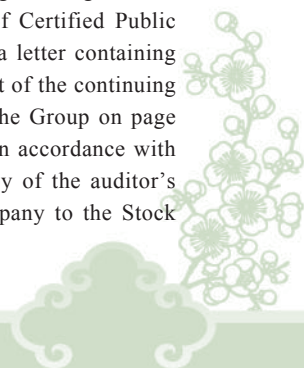 f Certified Public
a letter containing
t of the continuing
he Group on page
n accordance with
y of the auditor's
pany to the Stock